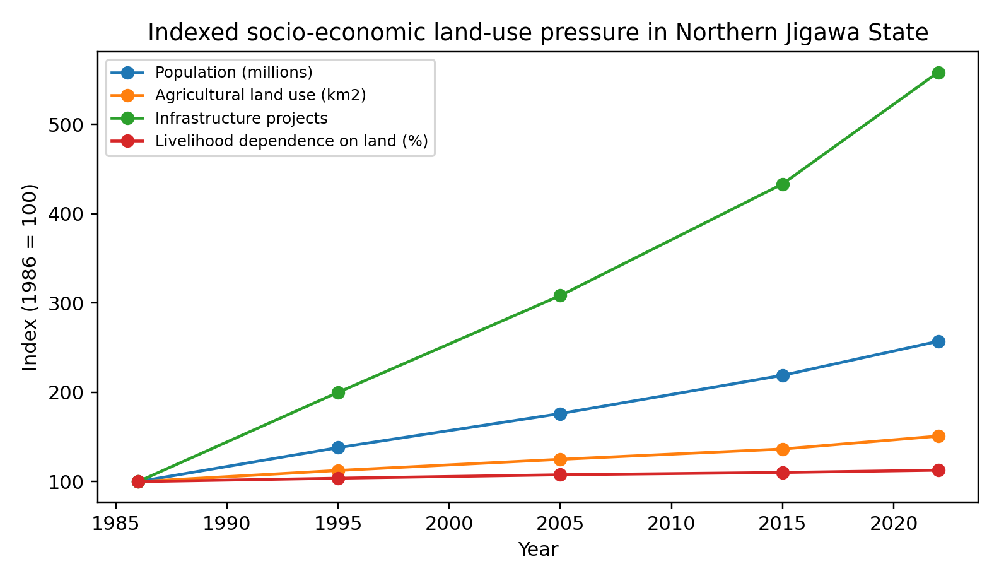 Indexed socio-economic land-use pressure in Northern Jigawa State
Population (millions)
Agricultural land use (km2)
Infrastructure projects
Livelihood dependence on land (%)
Index (1986 = 100)
500
400
300
200
100
1985 1990 1995 2000 2005 2010 2015 2020
Year